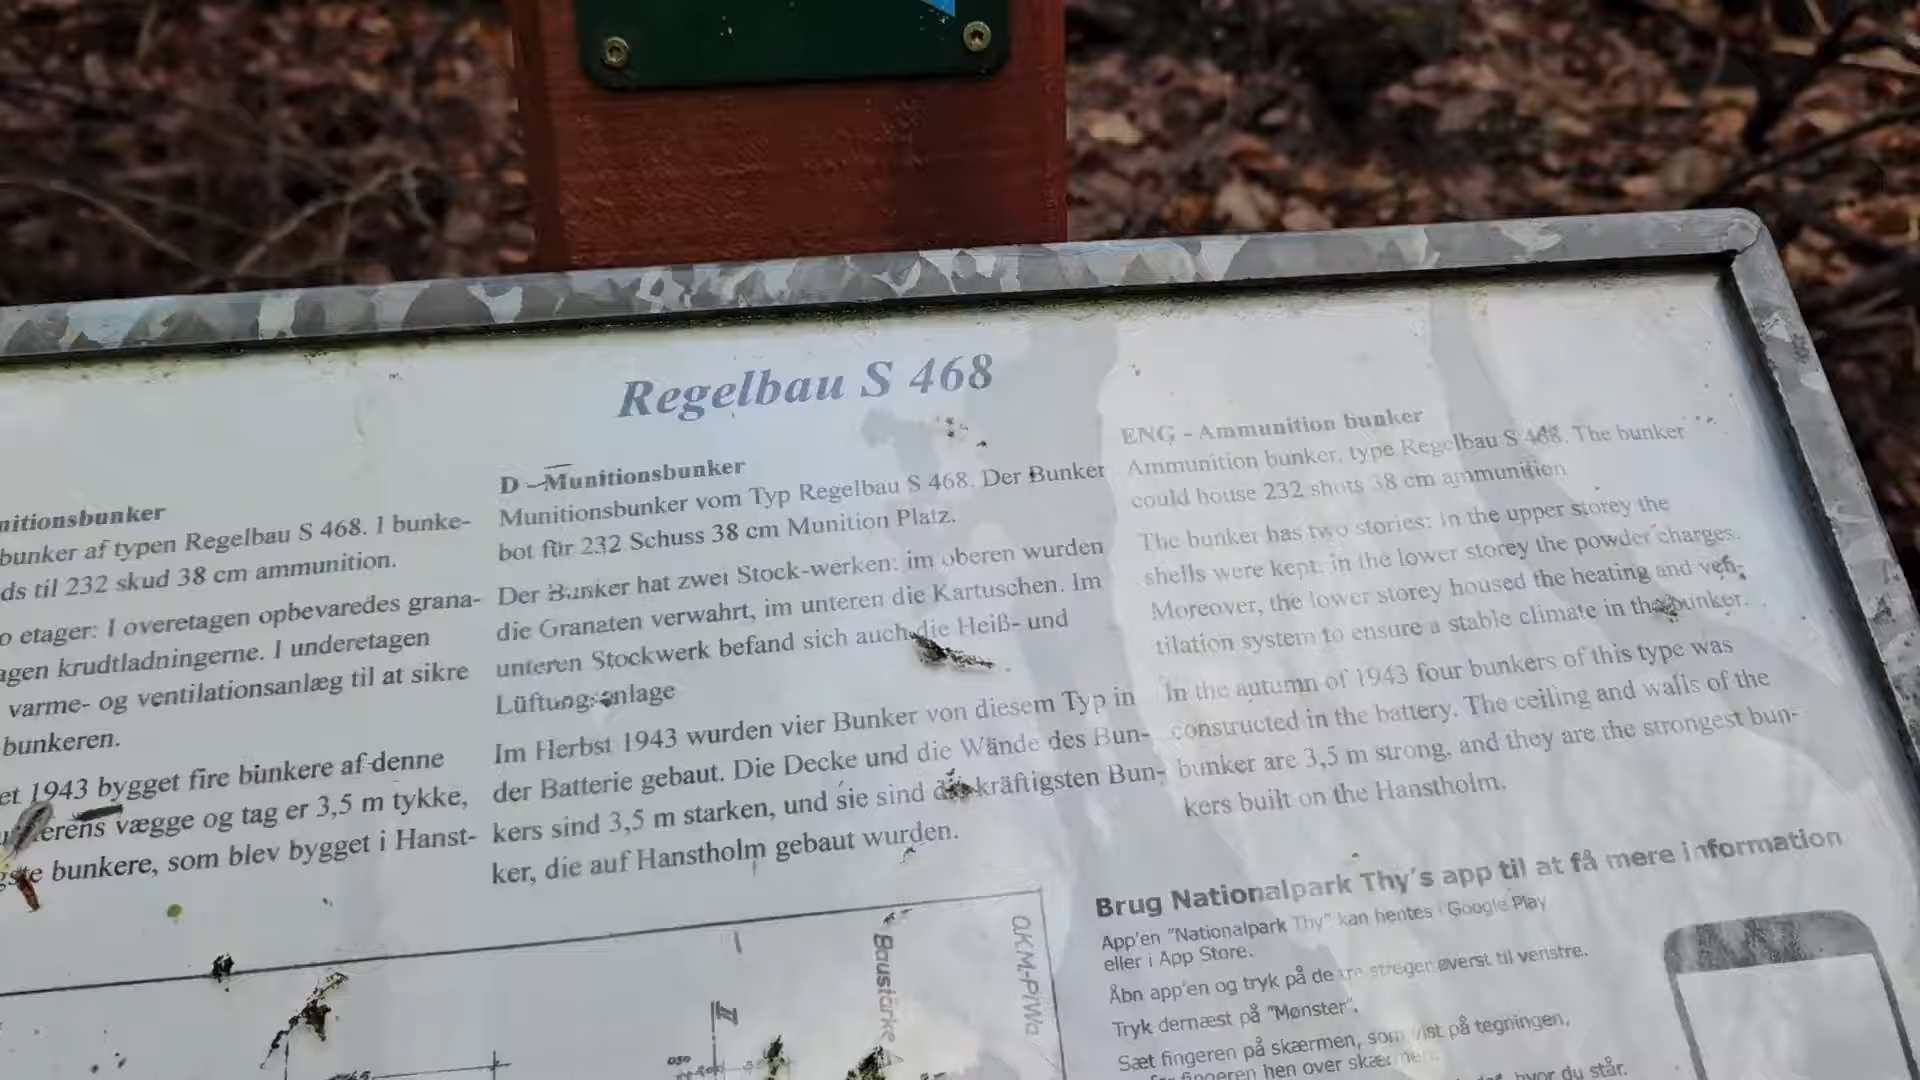 Regelbau S 468
nitionsbunker
bunker af typen Regelbau S 468. I bunke-
ds til 232 skud 38 cm ammunition.
o etager: I overetagen opbevaredes grana-
agen krudtladningerne. I underetagen
varme- og ventilationsanlæg til at sikre
bunkeren.
et 1943 bygget fire bunkere af denne
erens vægge og tag er 3,5 m tykke,
gste bunkere, som blev bygget i Hanst-
D – Munitionsbunker
Munitionsbunker vom Typ Regelbau S 468. Der Bunker
bot für 232 Schuss 38 cm Munition Platz.
Der Bunker hat zwei Stock-werken: im oberen wurden
die Granaten verwahrt, im unteren die Kartuschen. Im
unteren Stockwerk befand sich auch die Heiß- und
Lüftungsanlage
Im Herbst 1943 wurden vier Bunker von diesem Typ in
der Batterie gebaut. Die Decke und die Wände des Bun-
kers sind 3,5 m starken, und sie sind die kräftigsten Bun-
ker, die auf Hanstholm gebaut wurden.
ENG - Ammunition bunker
Ammunition bunker, type Regelbau S 468. The bunker
could house 232 shots 38 cm ammunition
The bunker has two stories: in the upper storey the
shells were kept, in the lower storey the powder charges.
Moreover, the lower storey housed the heating and ven-
tilation system to ensure a stable climate in the bunker.
In the autumn of 1943 four bunkers of this type was
constructed in the battery. The ceiling and walls of the
bunker are 3,5 m strong, and they are the strongest bun-
kers built on the Hanstholm.
Brug Nationalpark Thy's app til at få mere information
App'en "Nationalpark Thy" kan hentes i Google Play
eller i App Store.
Åbn app'en og tryk på de tre streger øverst til venstre.
Tryk dernæst på "Mønster".
Sæt fingeren på skærmen, som vist på tegningen,
fingeren hen over skærmen.
hvor du står.
Baustärke A
OKM-PIWa
I
II